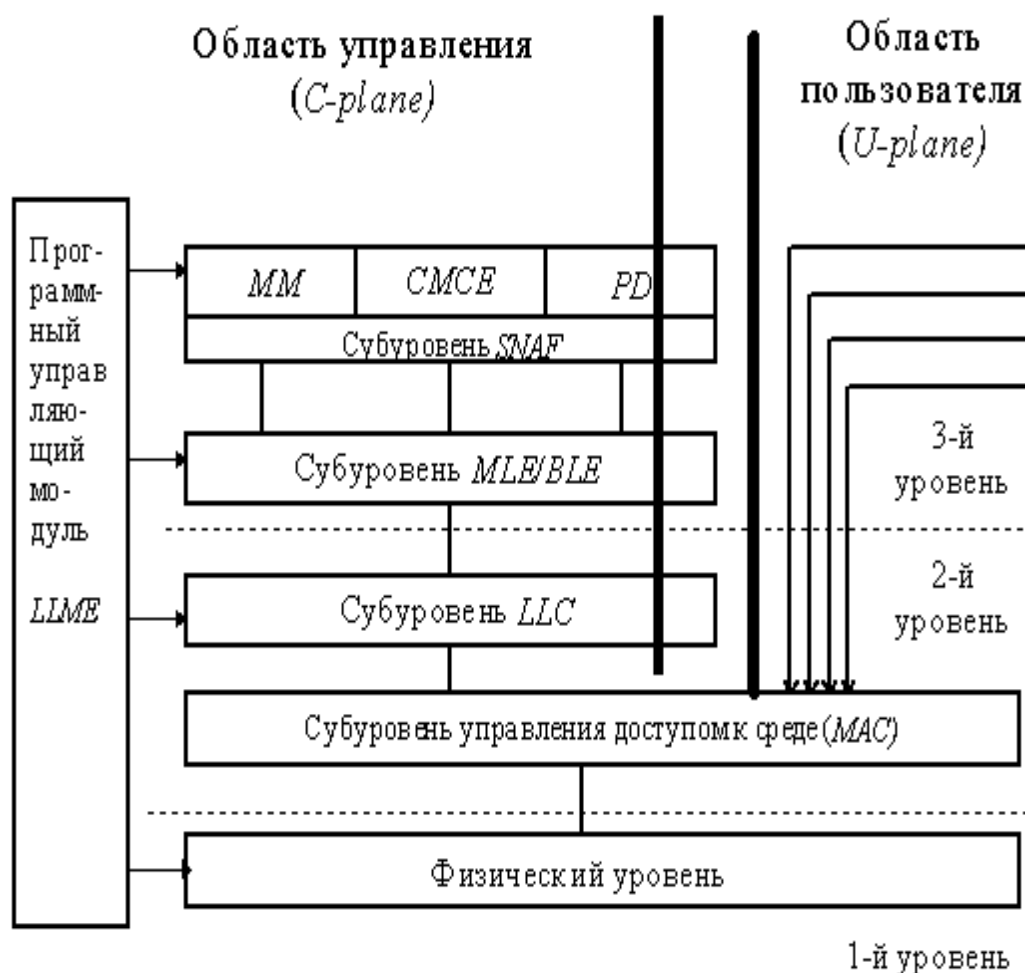 Область управления
(C-plane)
Область
пользователя
(U-plane)
Прог-
рамм-
ный
управ
ляю-
щий
мо-
дуль
LLME
MM
CMCE
PD
Субуровень SNAF
Субуровень MLE/BLE
3-й
уровень
Субуровень LLC
2-й
уровень
Субуровень управления доступомк среде(MAC)
Физический уровень
1-й уровень